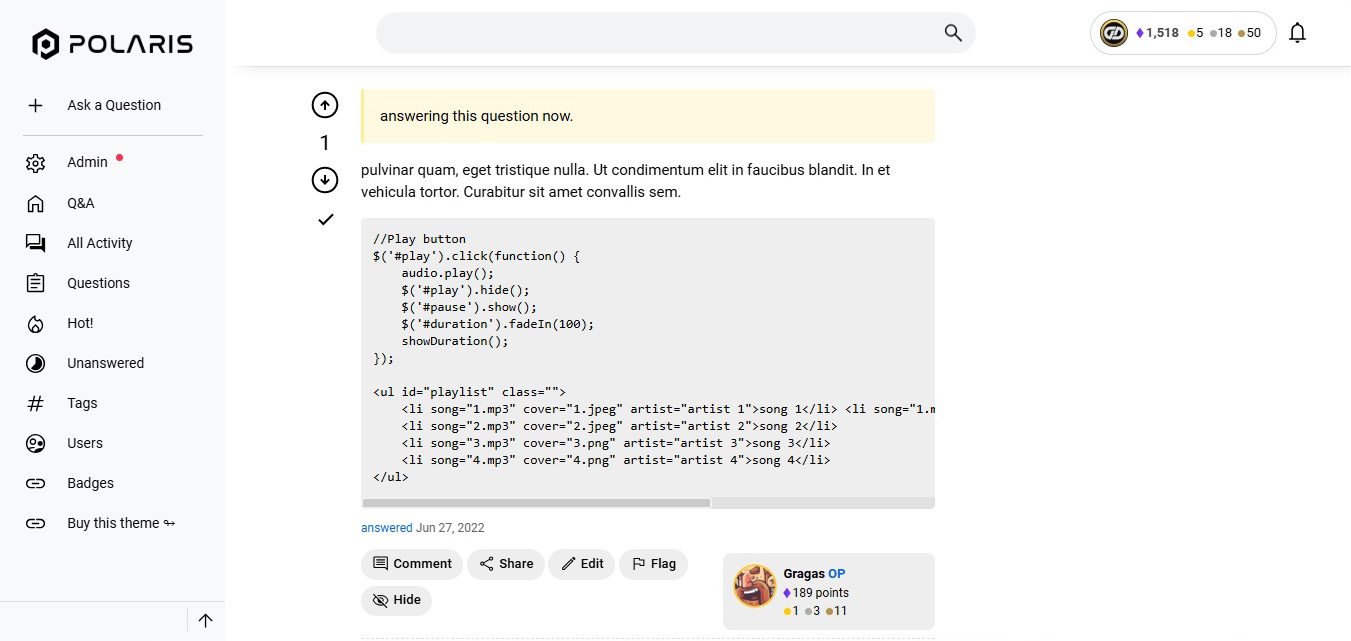 POLARIS
1,518 5 18 50
Ask a Question
Admin
Q&A
All Activity
Questions
Hot!
Unanswered
Tags
Users
Badges
Buy this theme ↬
1
answering this question now.
pulvinar quam, eget tristique nulla. Ut condimentum elit in faucibus blandit. In et
vehicula tortor. Curabitur sit amet convallis sem.
//Play button
$('#play').click(function() {
    audio.play();
    $('#play').hide();
    $('#pause').show();
    $('#duration').fadeIn(100);
    showDuration();
});
<ul id="playlist" class="">
    <li song="1.mp3" cover="1.jpeg" artist="artist 1">song 1</li> <li song="1.m
    <li song="2.mp3" cover="2.jpeg" artist="artist 2">song 2</li>
    <li song="3.mp3" cover="3.png" artist="artist 3">song 3</li>
    <li song="4.mp3" cover="4.png" artist="artist 4">song 4</li>
</ul>
answered Jun 27, 2022
Comment Share Edit Flag
Hide
Gragas OP
189 points
1 3 11